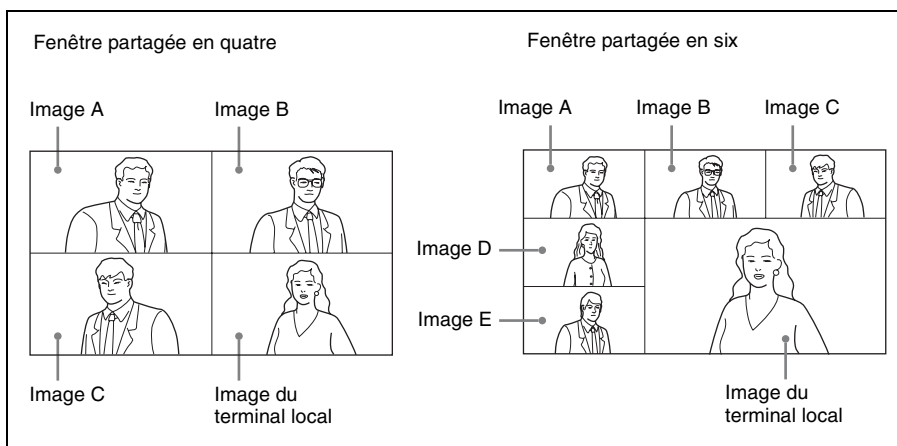 Fenêtre partagée en quatre
Image A
Image B
Image C
Image du
terminal local
Fenêtre partagée en six
Image A
Image B
Image C
Image D
Image E
Image du
terminal local